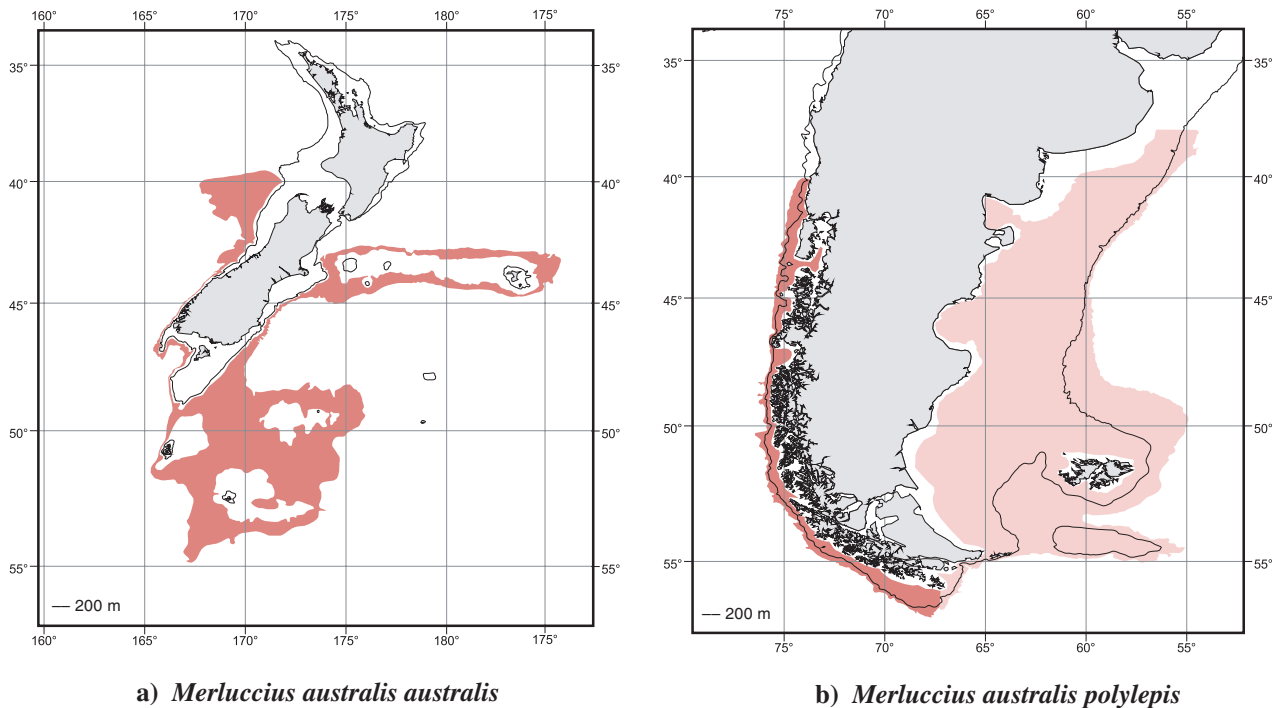 160° 165° 170° 175° 180° 175°
75° 70° 65° 60° 55°
35° 35° 35° 35°
40° 40° 40° 40°
45° 45° 45° 45°
50° 50° 50° 50°
55° 55° 55° 55°
— 200 m
— 200 m
160° 165° 170° 175° 180° 175°
75° 70° 65° 60° 55°
a) Merluccius australis australis
b) Merluccius australis polylepis